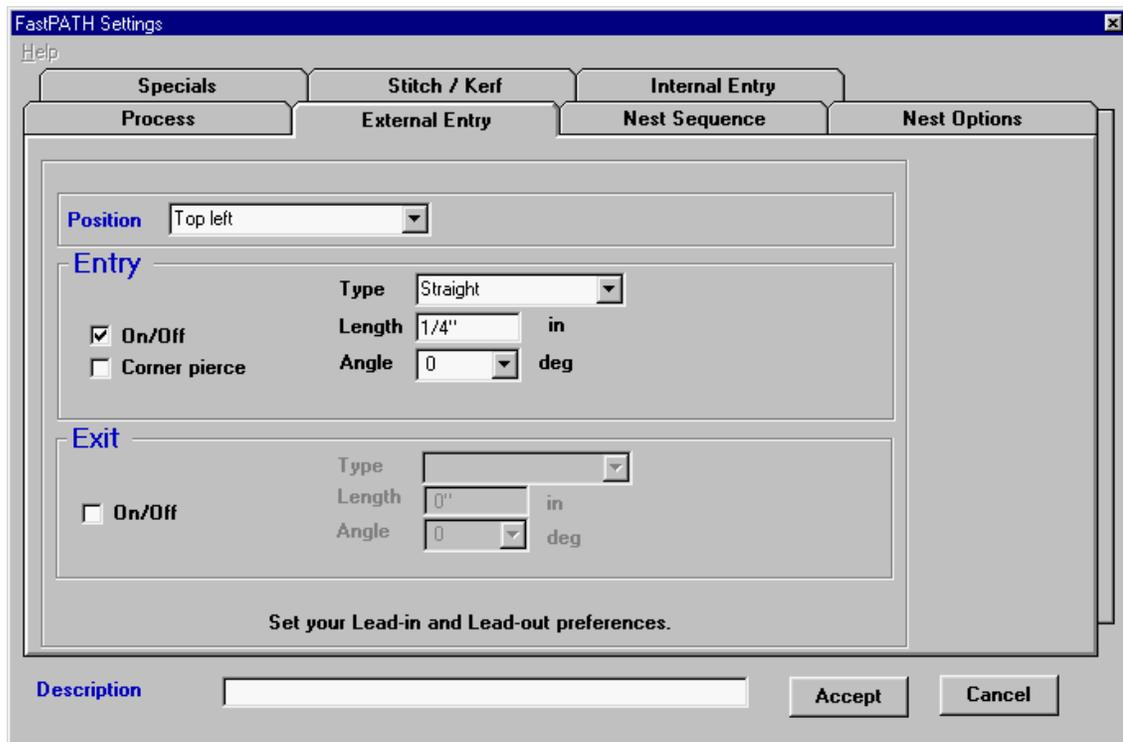 FastPATH Settings
Help
Specials Stitch / Kerf Internal Entry
Process External Entry Nest Sequence Nest Options
Position Top left
Entry
Type Straight
On/Off Length 1/4" in
Corner pierce Angle 0 deg
Exit
Type
On/Off Length 0" in
Angle 0 deg
Set your Lead-in and Lead-out preferences.
Description Accept Cancel